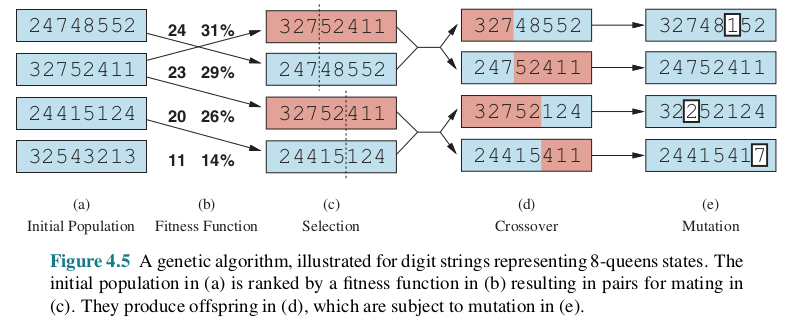 24748552 24 31% 32752411 32748552 32748152
32752411 23 29% 24748552 24752411 24752411
24415124 20 26% 32752411 32752124 32252124
32543213 11 14% 24415124 24415411 24415417
(a) (b) (c) (d) (e)
Initial Population Fitness Function Selection Crossover Mutation
Figure 4.5 A genetic algorithm, illustrated for digit strings representing 8-queens states. The
initial population in (a) is ranked by a fitness function in (b) resulting in pairs for mating in
(c). They produce offspring in (d), which are subject to mutation in (e).